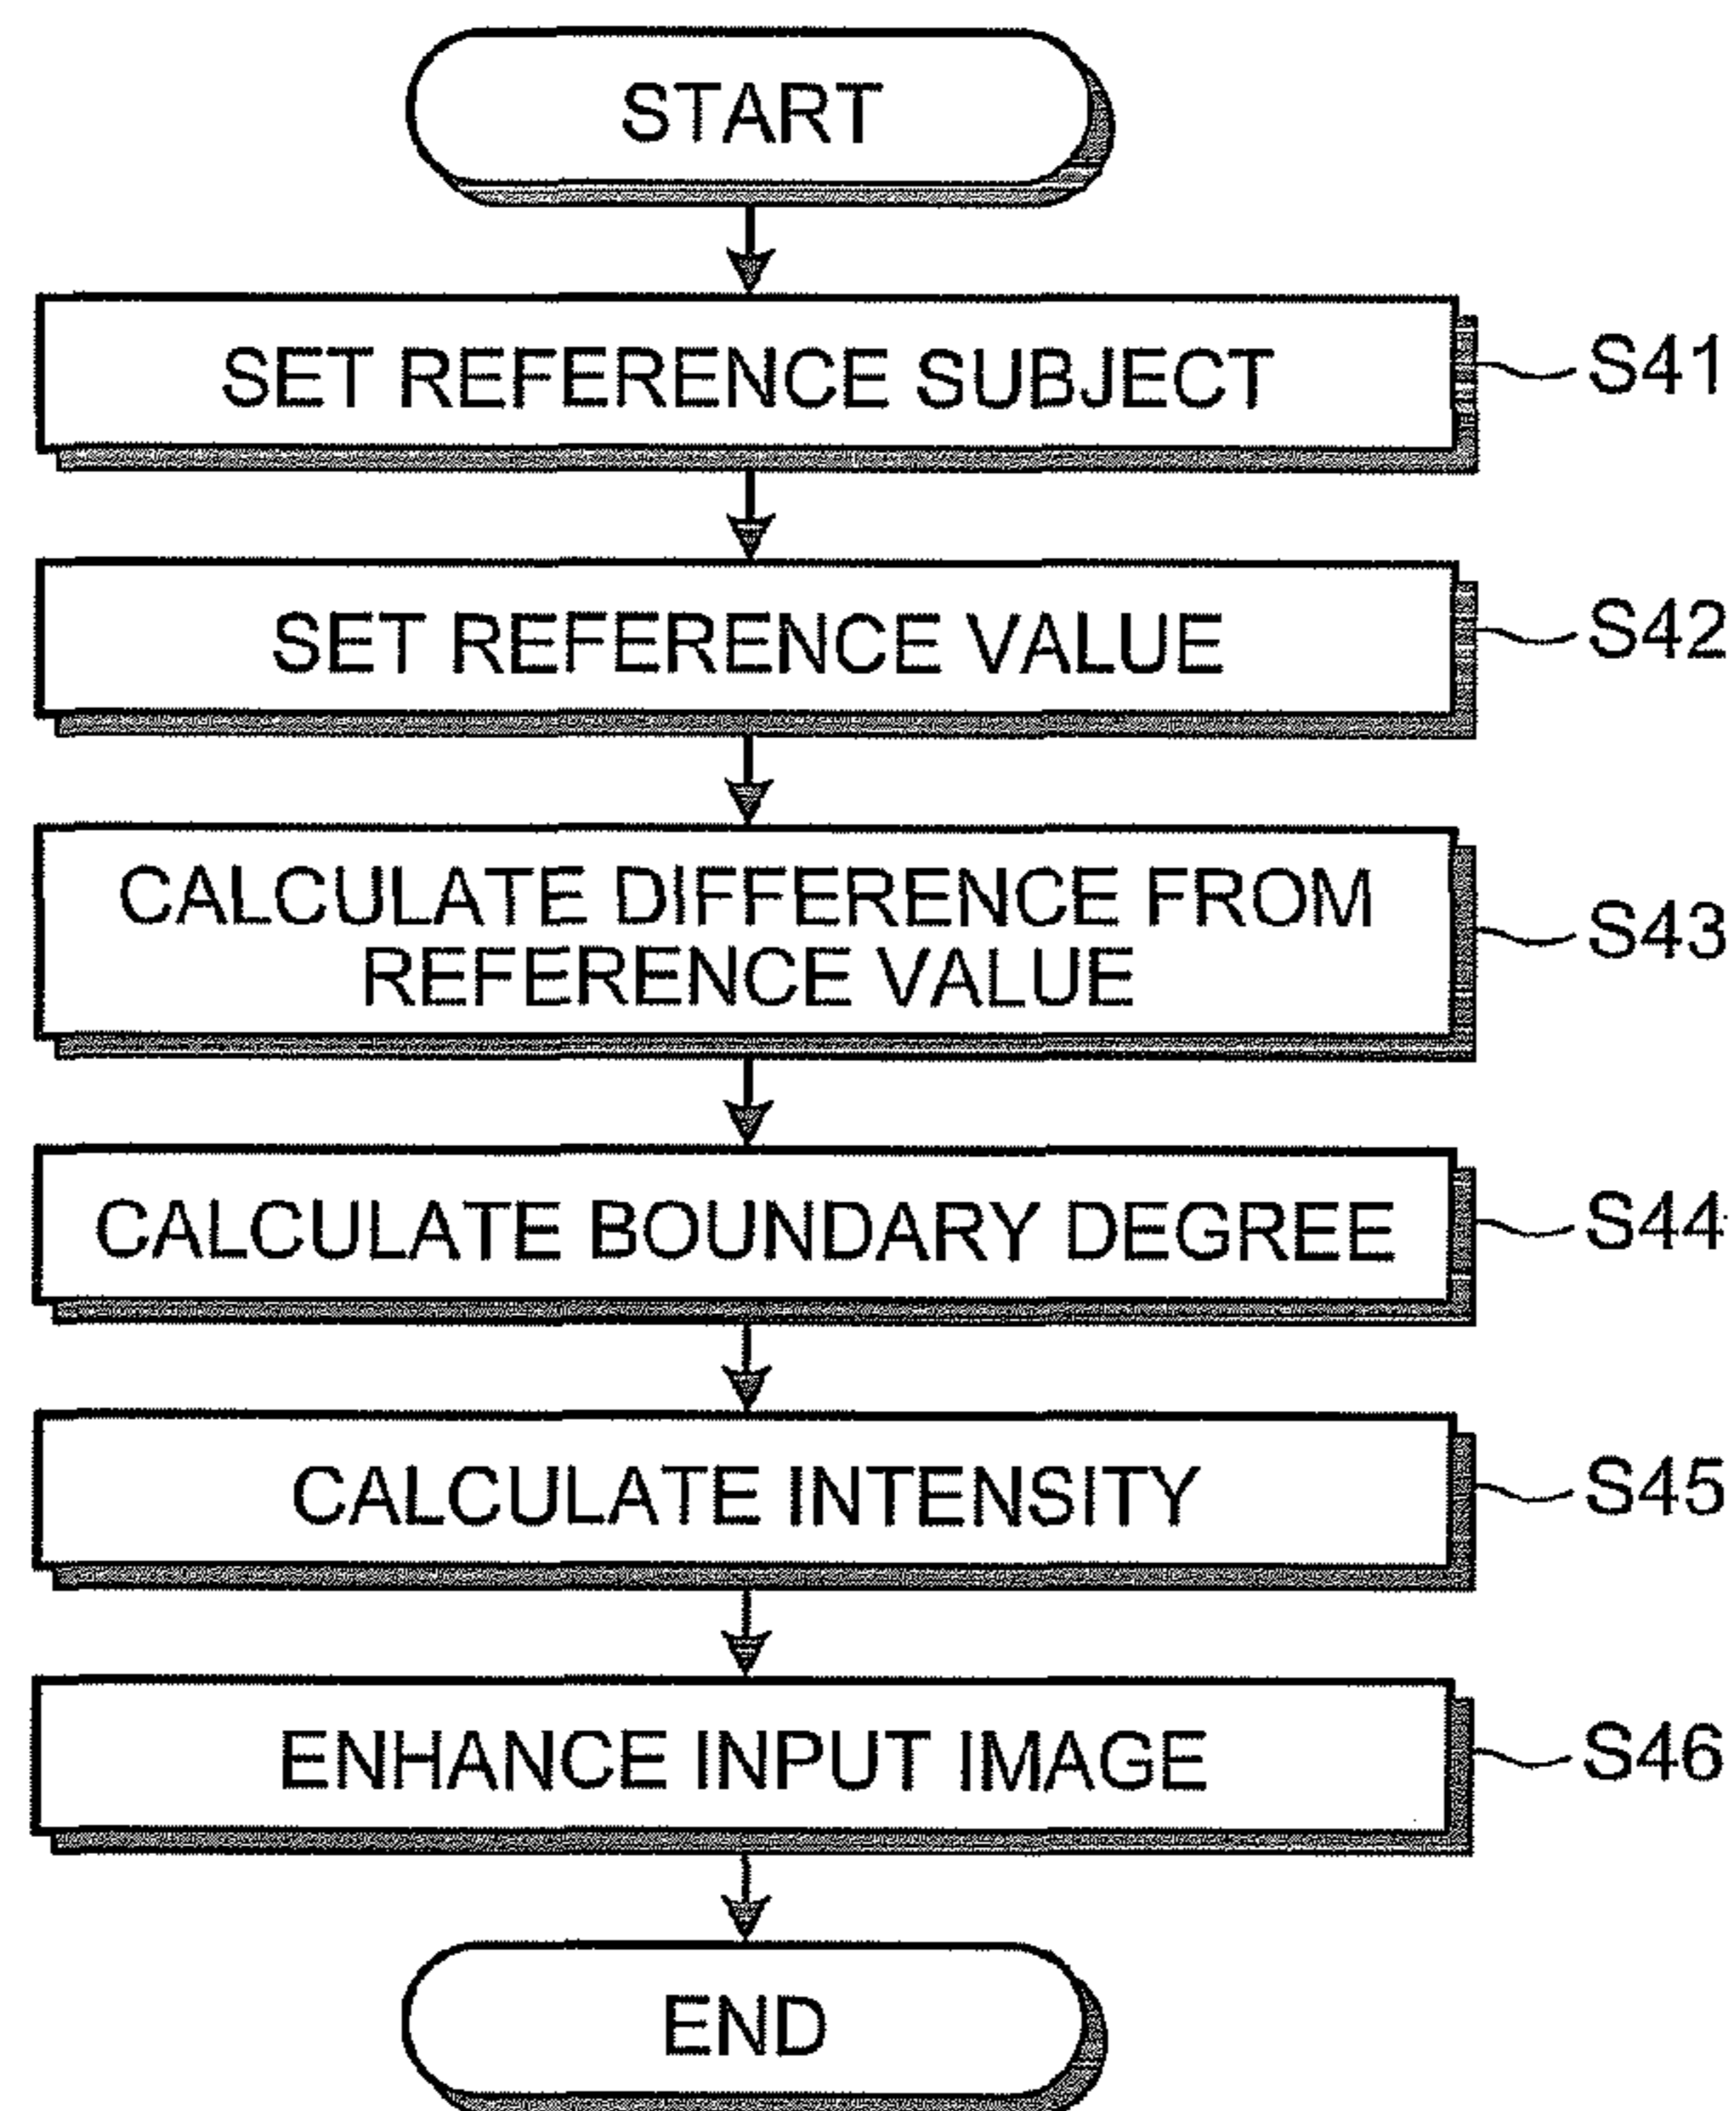 START
SET REFERENCE SUBJECT
S41
SET REFERENCE VALUE
S42
CALCULATE DIFFERENCE FROM
REFERENCE VALUE
S43
CALCULATE BOUNDARY DEGREE
S44
CALCULATE INTENSITY
S45
ENHANCE INPUT IMAGE
S46
END